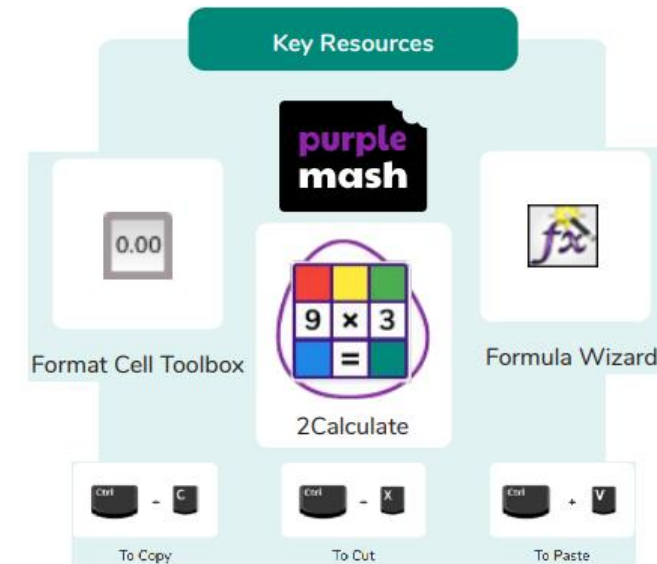 Key Resources
purple
mash
0.00
fx
9 × 3
=
Format Cell Toolbox
2Calculate
Formula Wizard
Ctrl - C
Ctrl - X
Ctrl + V
To Copy
To Cut
To Paste